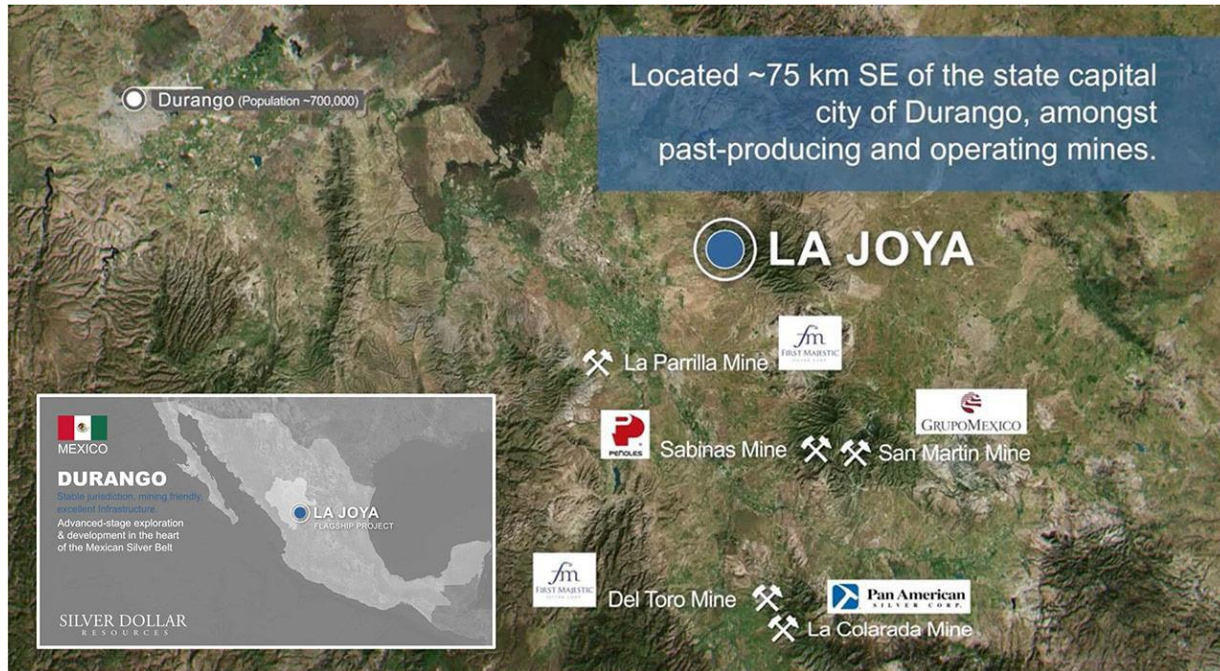 Located ~75 km SE of the state capital
city of Durango, amongst
past-producing and operating mines.
Durango (Population ~700,000)
LA JOYA
fm
FIRST MAJESTIC
SILVER CORP
La Parrilla Mine
GRUPO MEXICO
PEÑOLES
Sabinas Mine
San Martin Mine
MEXICO
DURANGO
Stable jurisdiction, mining friendly,
excellent Infrastructure.
Advanced-stage exploration
& development in the heart
of the Mexican Silver Belt
LA JOYA
FLAGSHIP PROJECT
SILVER DOLLAR
RESOURCES
fm
FIRST MAJESTIC
SILVER CORP
Del Toro Mine
Pan American
SILVER CORP.
La Colarada Mine